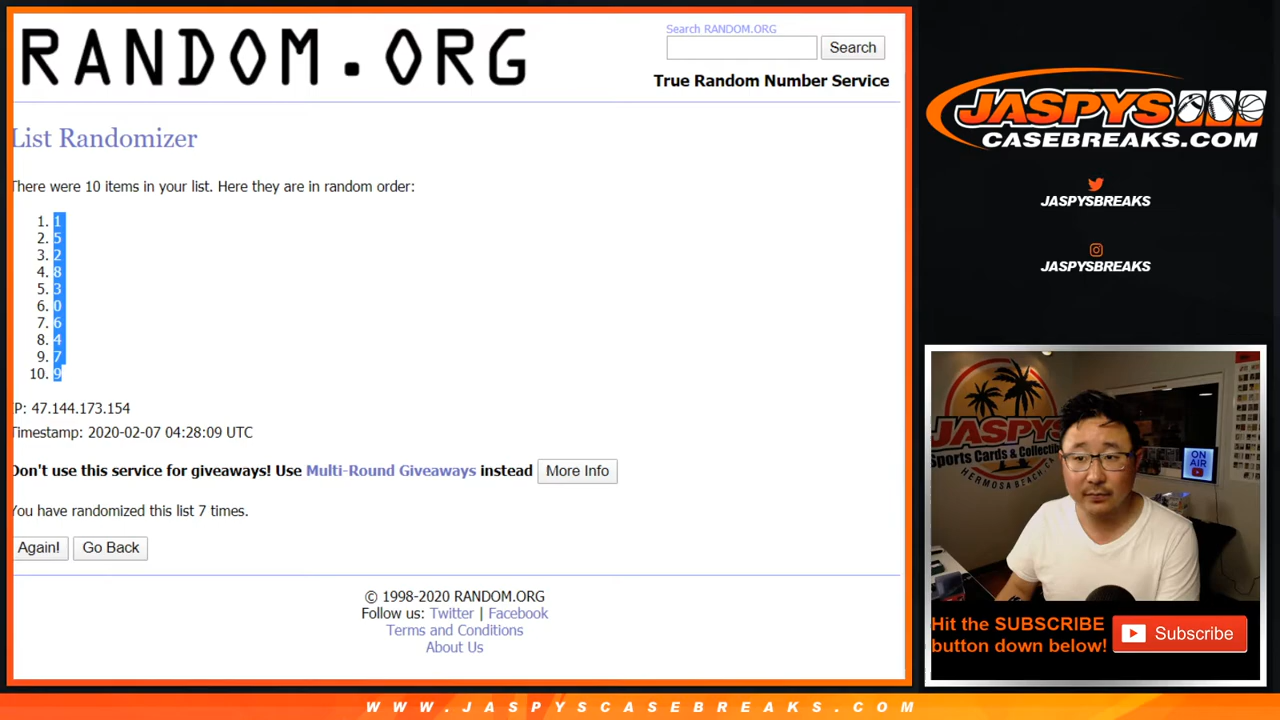 RANDOM.ORG
Search RANDOM.ORG
Search
True Random Number Service
List Randomizer
There were 10 items in your list. Here they are in random order:
1. 1
2. 5
3. 2
4. 8
5. 3
6. 0
7. 6
8. 4
9. 7
10. 9
IP: 47.144.173.154
Timestamp: 2020-02-07 04:28:09 UTC
Don't use this service for giveaways! Use Multi-Round Giveaways instead More Info
You have randomized this list 7 times.
Again! Go Back
© 1998-2020 RANDOM.ORG
Follow us: Twitter | Facebook
Terms and Conditions
About Us
JASPYS
CASEBREAKS.COM
JASPYSBREAKS
JASPYSBREAKS
JASPYS
Sports Cards & Collectib
HERMOSA BEACH, CA
ON
AIR
Hit the SUBSCRIBE
button down below!
Subscribe
WWW.JASPYSCASEBREAKS.COM